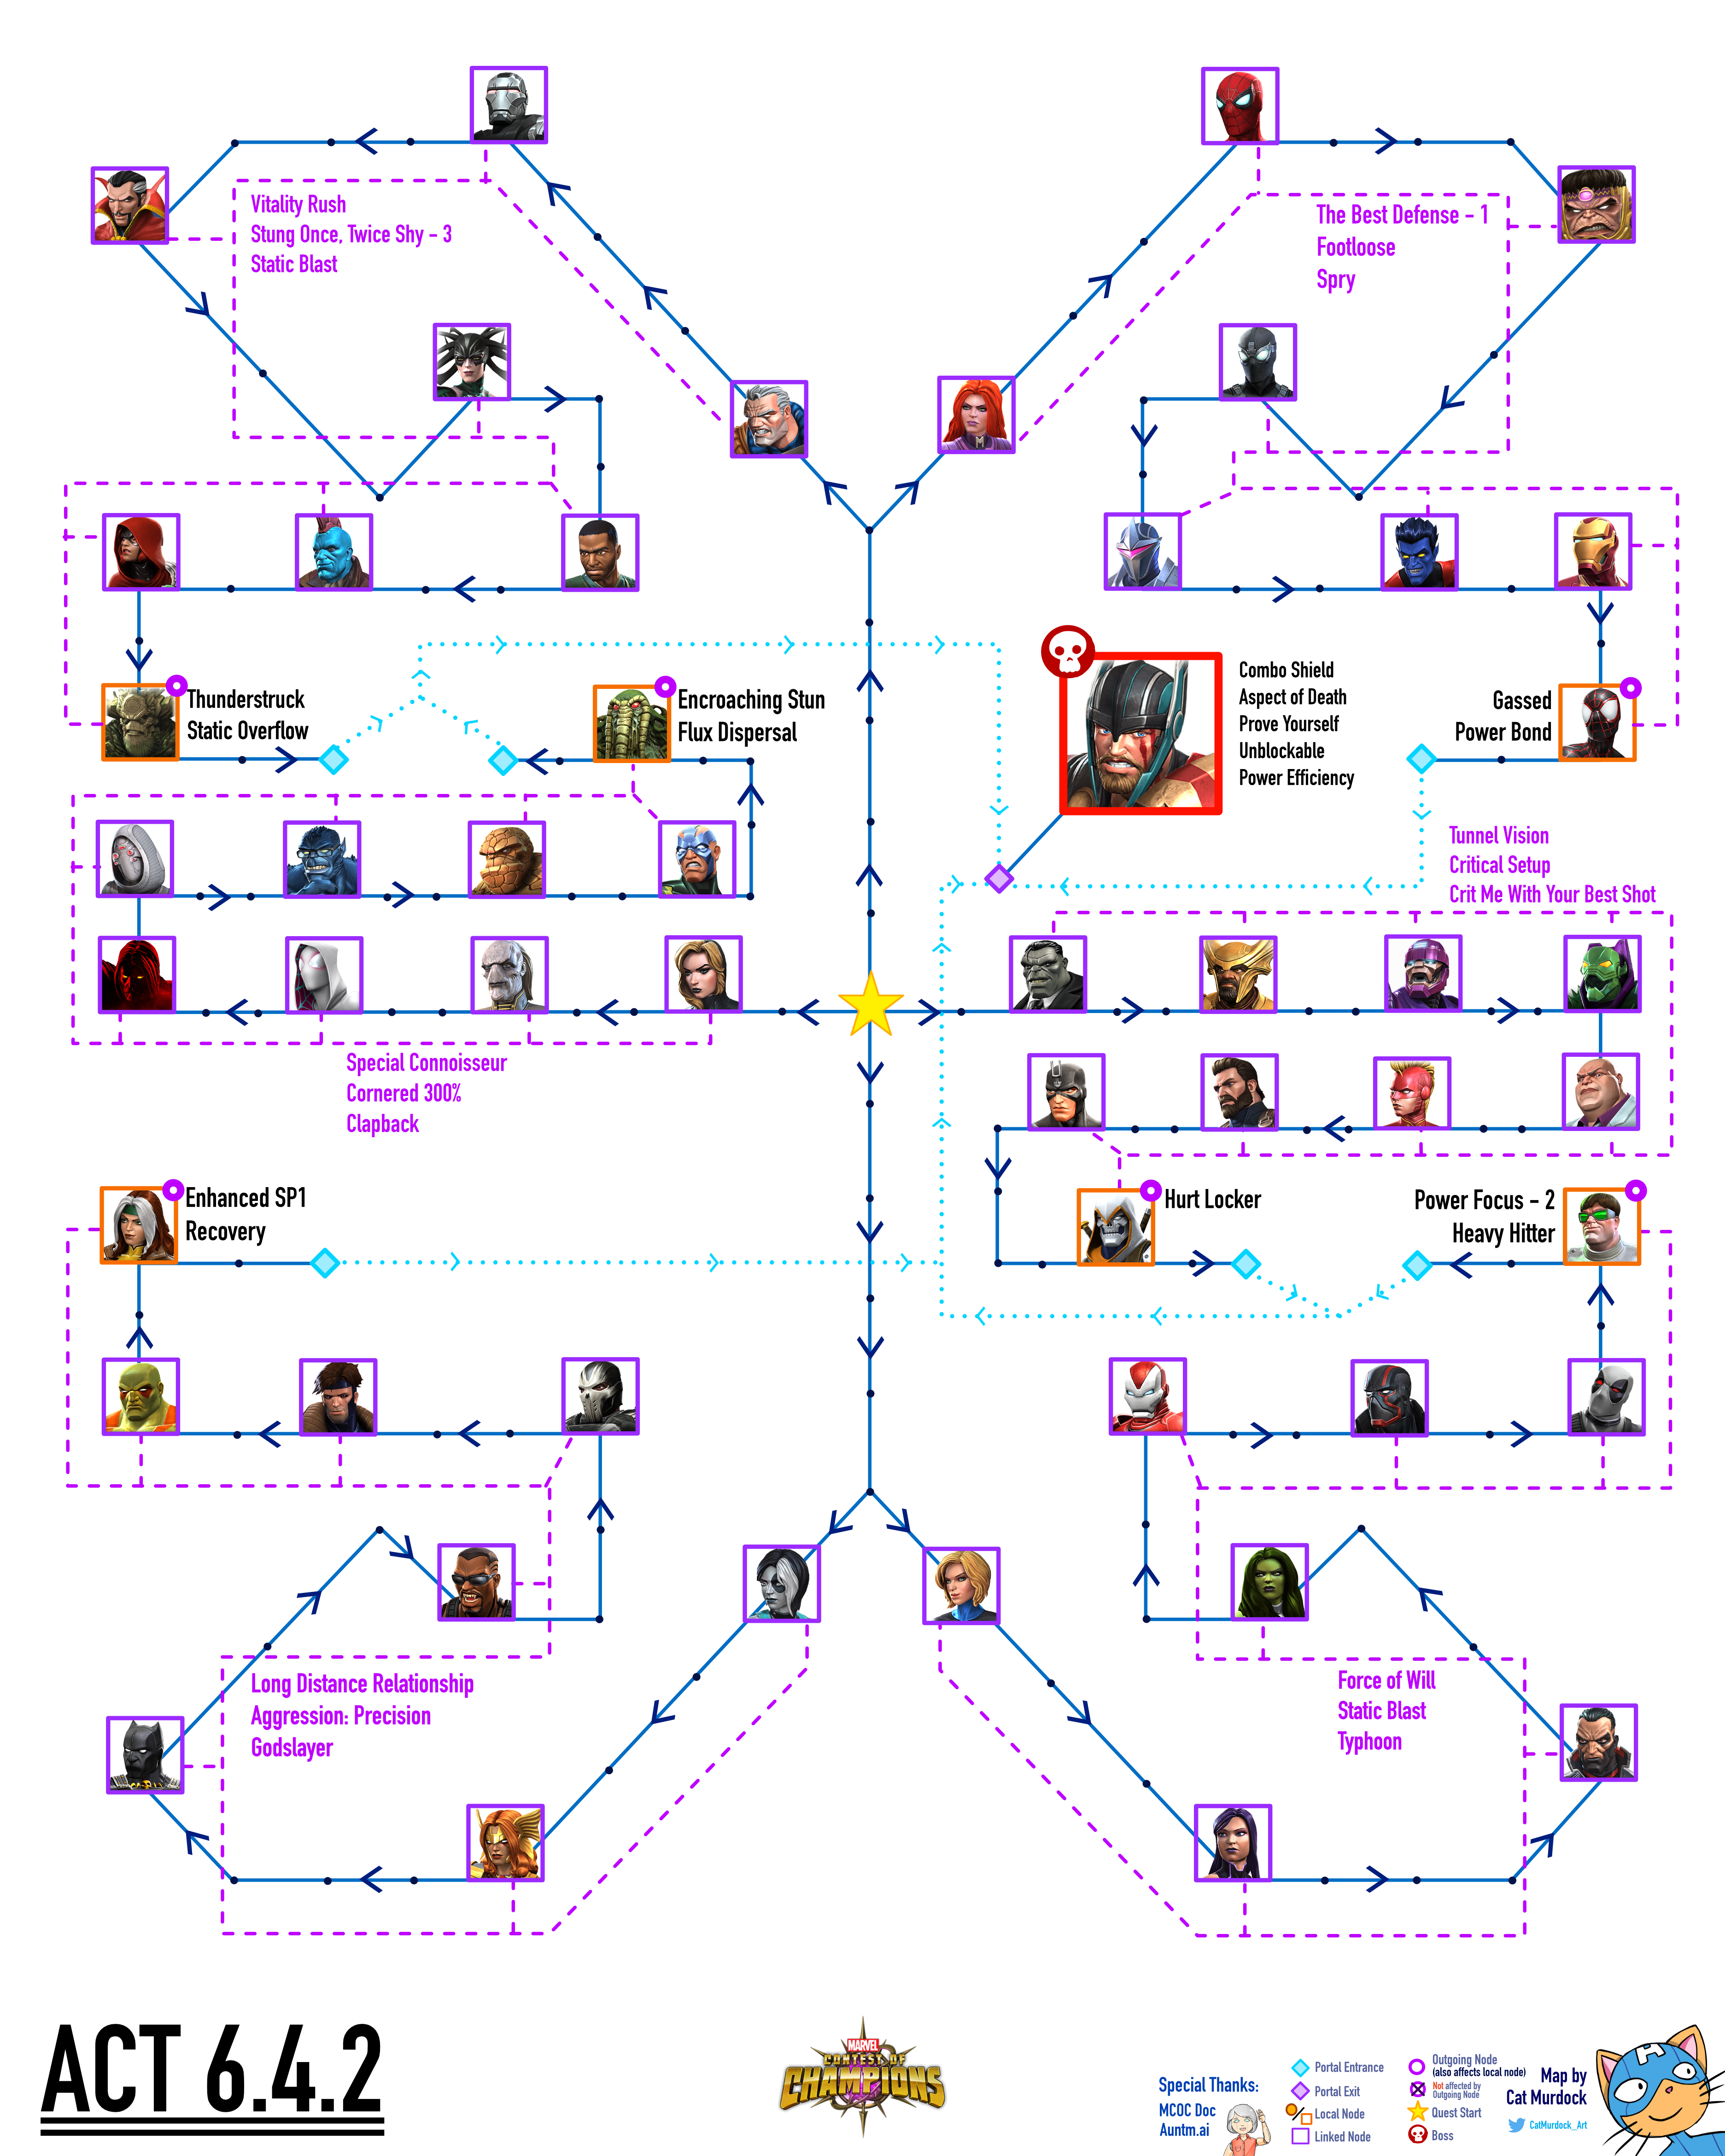 Vitality Rush
Stung Once, Twice Shy - 3
Static Blast
The Best Defense - 1
Footloose
Spry
Thunderstruck
Static Overflow
Encroaching Stun
Flux Dispersal
Combo Shield
Aspect of Death
Prove Yourself
Unblockable
Power Efficiency
Gassed
Power Bond
Tunnel Vision
Critical Setup
Crit Me With Your Best Shot
Special Connoisseur
Cornered 300%
Clapback
Enhanced SP1
Recovery
Hurt Locker
Power Focus - 2
Heavy Hitter
Long Distance Relationship
Aggression: Precision
Godslayer
Force of Will
Static Blast
Typhoon
ACT 6.4.2
MARVEL
CONTEST OF
CHAMPIONS
Special Thanks:
MCOC Doc
Auntm.ai
Portal Entrance
Portal Exit
Local Node
Linked Node
Outgoing Node
(also affects local node)
Not affected by
Outgoing Node
Quest Start
Boss
Map by
Cat Murdock
CatMurdock_Art